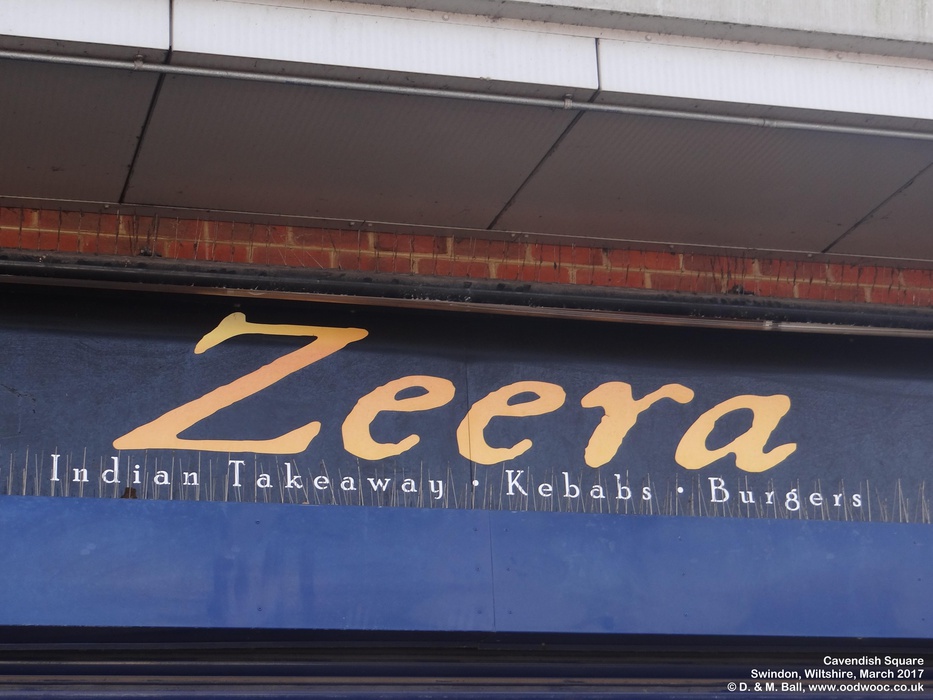 Zeera
Indian Takeaway · Kebabs · Burgers
Cavendish Square
Swindon, Wiltshire, March 2017
© D. & M. Ball, www.oodwooc.co.uk